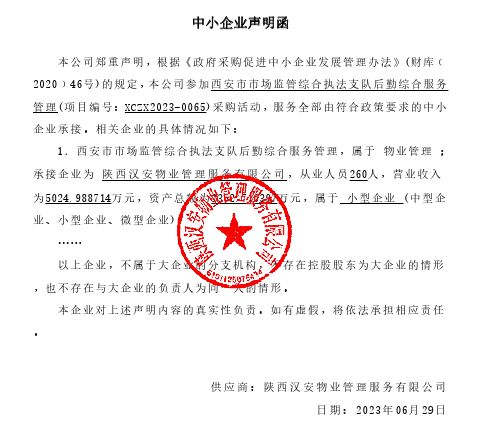 中小企业声明函
本公司郑重声明，根据《政府采购促进中小企业发展管理办法》(财库﹝
2020﹞46号)的规定，本公司参加西安市市场监管综合执法支队后勤综合服务
管理(项目编号：XCZX2023-0065)采购活动，服务全部由符合政策要求的中小
企业承接。相关企业的具体情况如下：
1．西安市市场监管综合执法支队后勤综合服务管理，属于 物业管理 ；
承接企业为 陕西汉安物业管理服务有限公司，从业人员260人，营业收入
为5024.988714万元，资产总额为万元，属于 小型企业 (中型企
业、小型企业、微型企业)
……
以上企业，不属于大企业的分支机构，不存在控股股东为大企业的情形
，也不存在与大企业的负责人为同一人的情形。
本企业对上述声明内容的真实性负责。如有虚假，将依法承担相应责任
。
陕西汉安物业管理服务有限公司
供应商：陕西汉安物业管理服务有限公司
日期：2023年06月29日